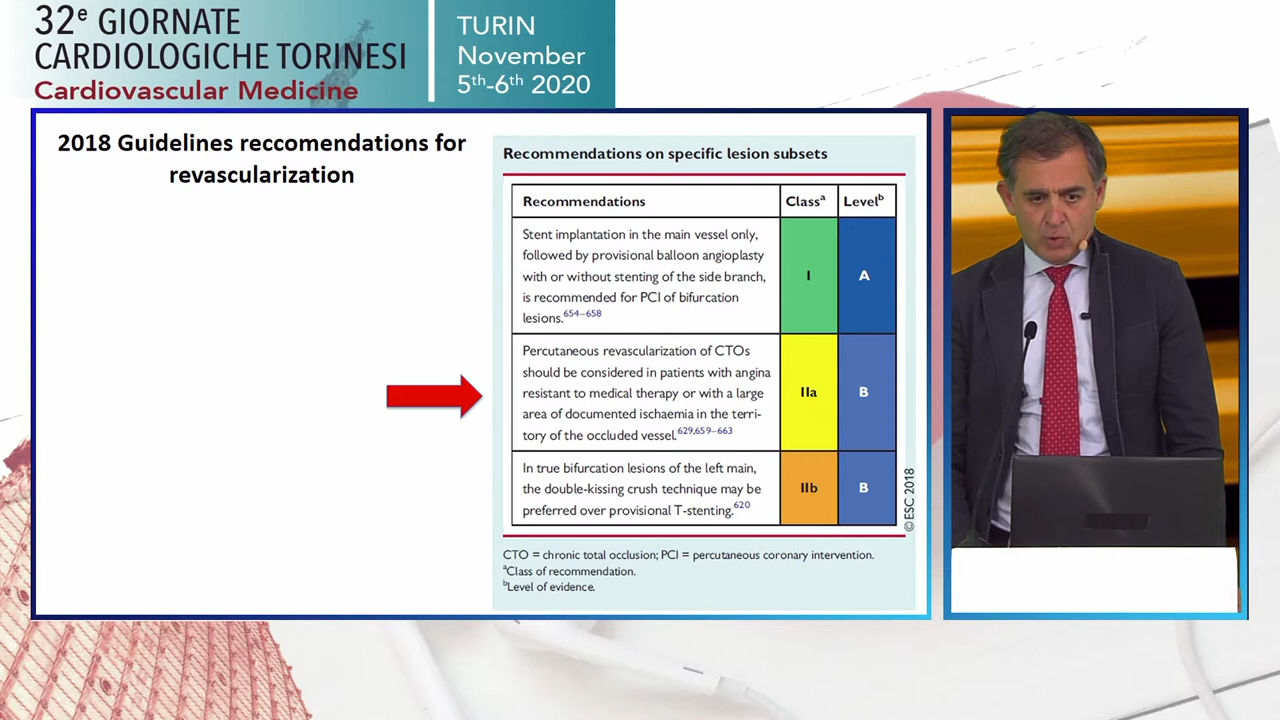 32e GIORNATE
CARDIOLOGICHE TORINESI
Cardiovascular Medicine
TURIN
November
5th-6th 2020
2018 Guidelines reccomendations for
revascularization
Recommendations on specific lesion subsets
Recommendations Classa Levelb
Stent implantation in the main vessel only,
followed by provisional balloon angioplasty
with or without stenting of the side branch,
is recommended for PCI of bifurcation
lesions.654–658
I A
Percutaneous revascularization of CTOs
should be considered in patients with angina
resistant to medical therapy or with a large
area of documented ischaemia in the terri-
tory of the occluded vessel.629,659–663
IIa B
In true bifurcation lesions of the left main,
the double-kissing crush technique may be
preferred over provisional T-stenting.620
IIb B
©ESC 2018
CTO = chronic total occlusion; PCI = percutaneous coronary intervention.
aClass of recommendation.
bLevel of evidence.